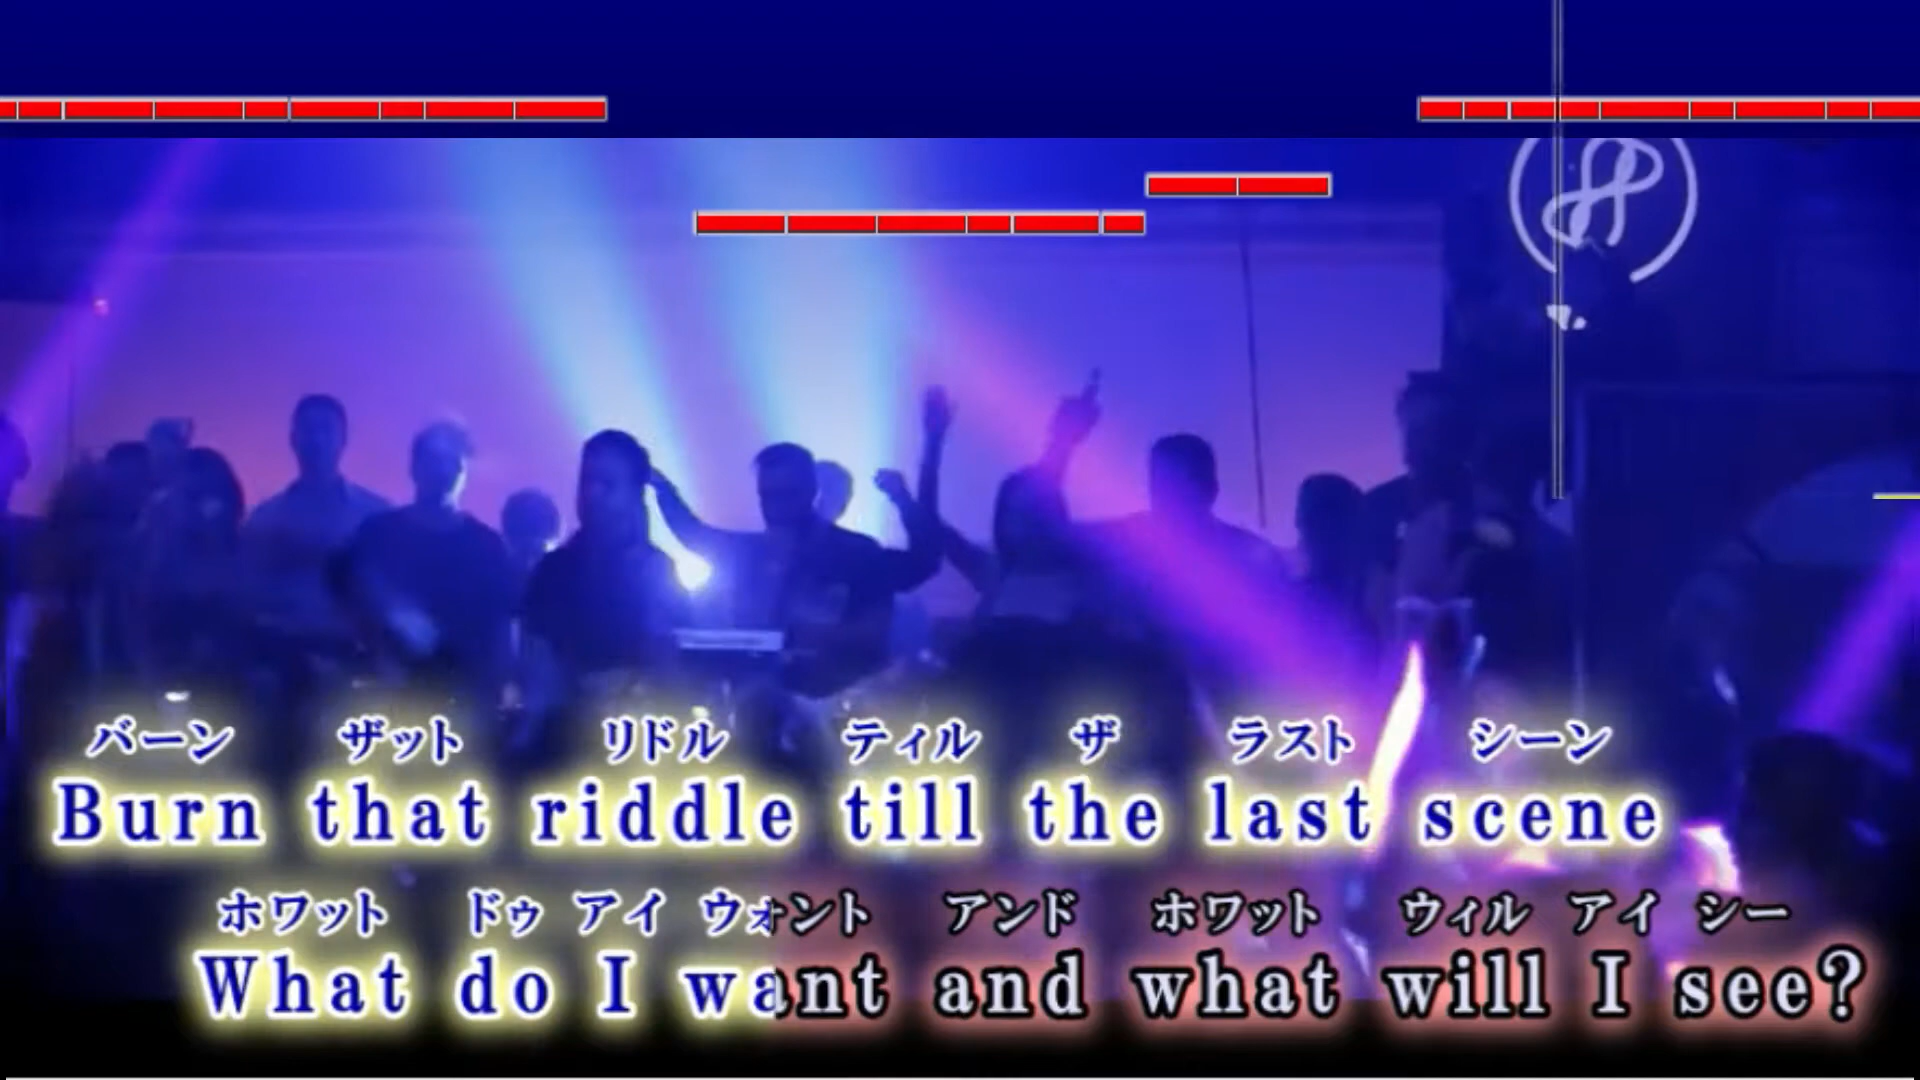 バーン ザット リドル ティル ザ ラスト シーン
Burn that riddle till the last scene
ホワット ドゥ アイ ウォント アンド ホワット ウィル アイ シー
What do I want and what will I see?